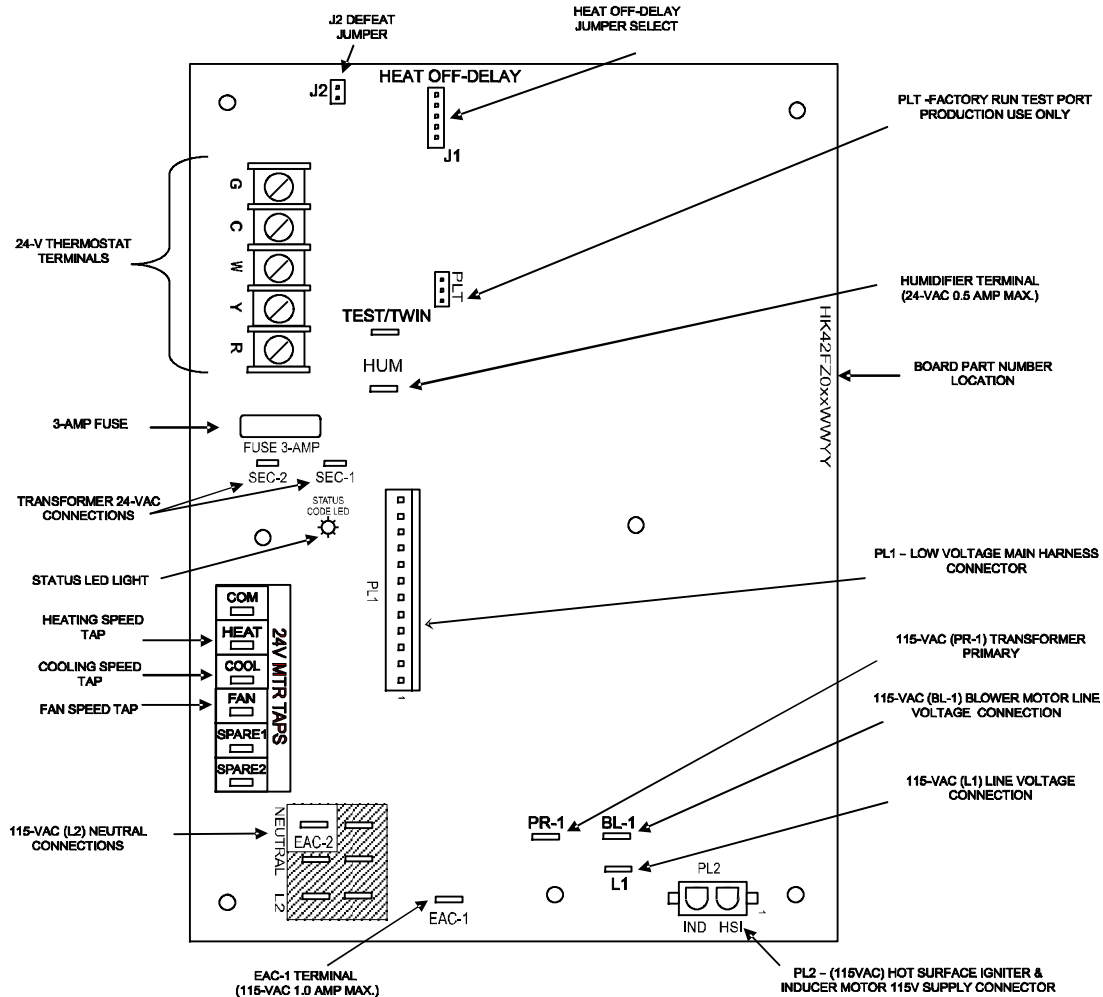 J2 DEFEAT
JUMPER
HEAT OFF-DELAY
JUMPER SELECT
J2
HEAT OFF-DELAY
J1
PLT -FACTORY RUN TEST PORT
PRODUCTION USE ONLY
24-V THERMOSTAT
TERMINALS
G
C
W
Y
R
PLT
TEST/TWIN
HUM
HUMIDIFIER TERMINAL
(24-VAC 0.5 AMP MAX.)
HK42FZ0xxWWYY
BOARD PART NUMBER
LOCATION
3-AMP FUSE
FUSE 3-AMP
SEC-2
SEC-1
TRANSFORMER 24-VAC
CONNECTIONS
STATUS
CODE LED
STATUS LED LIGHT
PL1
1
PL1 – LOW VOLTAGE MAIN HARNESS
CONNECTOR
COM
HEAT
COOL
FAN
SPARE1
SPARE2
24V MTR TAPS
HEATING SPEED
TAP
COOLING SPEED
TAP
FAN SPEED TAP
115-VAC (PR-1) TRANSFORMER
PRIMARY
115-VAC (BL-1) BLOWER MOTOR LINE
VOLTAGE CONNECTION
115-VAC (L1) LINE VOLTAGE
CONNECTION
115-VAC (L2) NEUTRAL
CONNECTIONS
NEUTRAL
L2
EAC-2
PR-1
BL-1
L1
PL2
1
IND
HSI
EAC-1
EAC-1 TERMINAL
(115-VAC 1.0 AMP MAX.)
PL2 – (115VAC) HOT SURFACE IGNITER &
INDUCER MOTOR 115V SUPPLY CONNECTOR